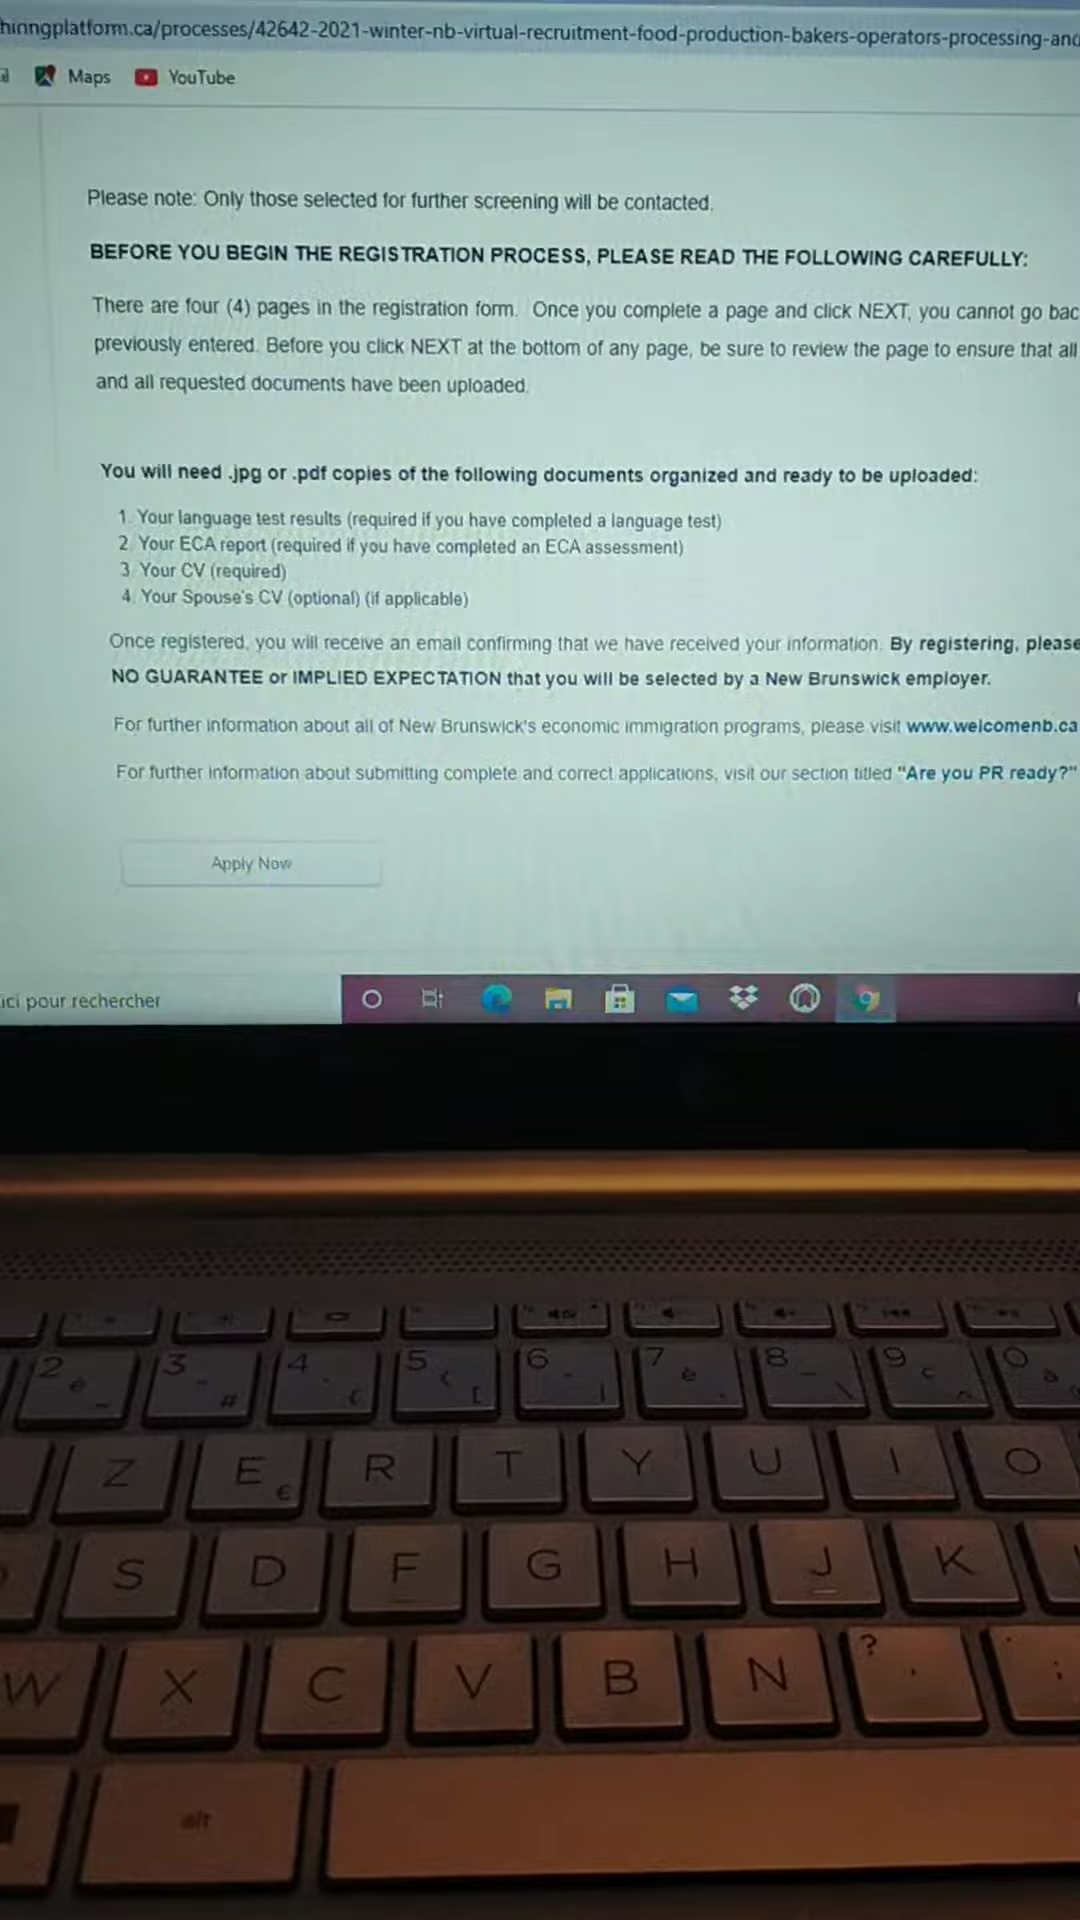 hiringplatform.ca/processes/42642-2021-winter-nb-virtual-recruitment-food-production-bakers-operators-processing-and
Maps YouTube
Please note: Only those selected for further screening will be contacted.
BEFORE YOU BEGIN THE REGISTRATION PROCESS, PLEASE READ THE FOLLOWING CAREFULLY:
There are four (4) pages in the registration form. Once you complete a page and click NEXT, you cannot go bac
previously entered. Before you click NEXT at the bottom of any page, be sure to review the page to ensure that all
and all requested documents have been uploaded.
You will need .jpg or .pdf copies of the following documents organized and ready to be uploaded:
1. Your language test results (required if you have completed a language test)
2. Your ECA report (required if you have completed an ECA assessment)
3. Your CV (required)
4. Your Spouse's CV (optional) (if applicable)
Once registered, you will receive an email confirming that we have received your information. By registering, please
NO GUARANTEE or IMPLIED EXPECTATION that you will be selected by a New Brunswick employer.
For further information about all of New Brunswick's economic immigration programs, please visit www.welcomenb.ca
For further information about submitting complete and correct applications, visit our section titled "Are you PR ready?"
Apply Now
ici pour rechercher
2 é 3 # 4 ( 5 ( [ 6 - | 7 è 8 _ \ 9 ç 0 à
Z E € R T Y U I O
S D F G H J K
W X C V B N ? , ;
alt